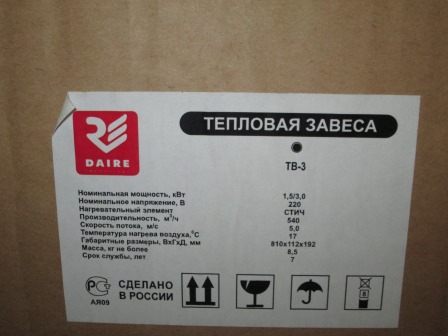 DAIRE
ТЕПЛОВАЯ ЗАВЕСА
ТВ-3
Номинальная мощность, кВт 1,5/3,0
Номинальное напряжение, В 220
Нагревательный элемент СТИЧ
Производительность, м³/ч 540
Скорость потока, м/с 5,0
Температура нагрева воздуха,°С 17
Габаритные размеры, ВхГхД, мм 810х112х192
Масса, кг не более 8,5
Срок службы, лет 7
АЯ09
СДЕЛАНО
В РОССИИ